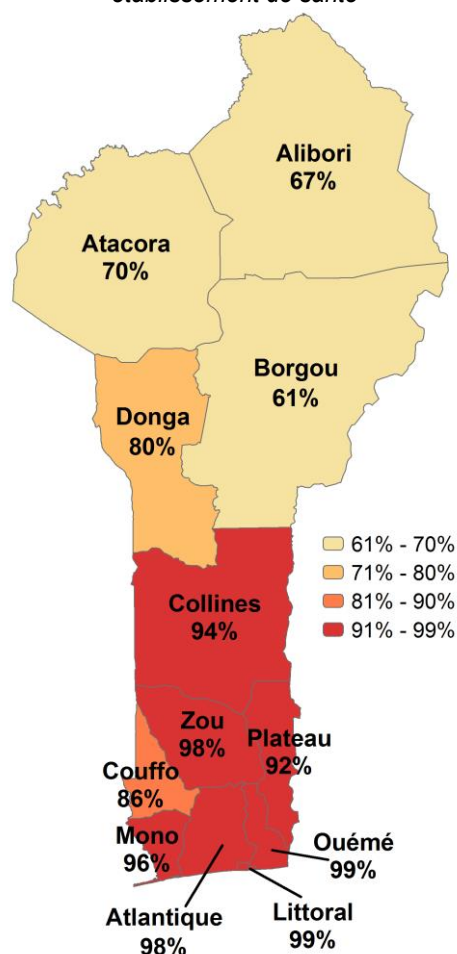 établissement de santé
Alibori
67%
Atacora
70%
Borgou
61%
Donga
80%
61% - 70%
71% - 80%
81% - 90%
91% - 99%
Collines
94%
Zou
98%
Plateau
92%
Couffo
86%
Mono
96%
Ouémé
99%
Atlantique
98%
Littoral
99%